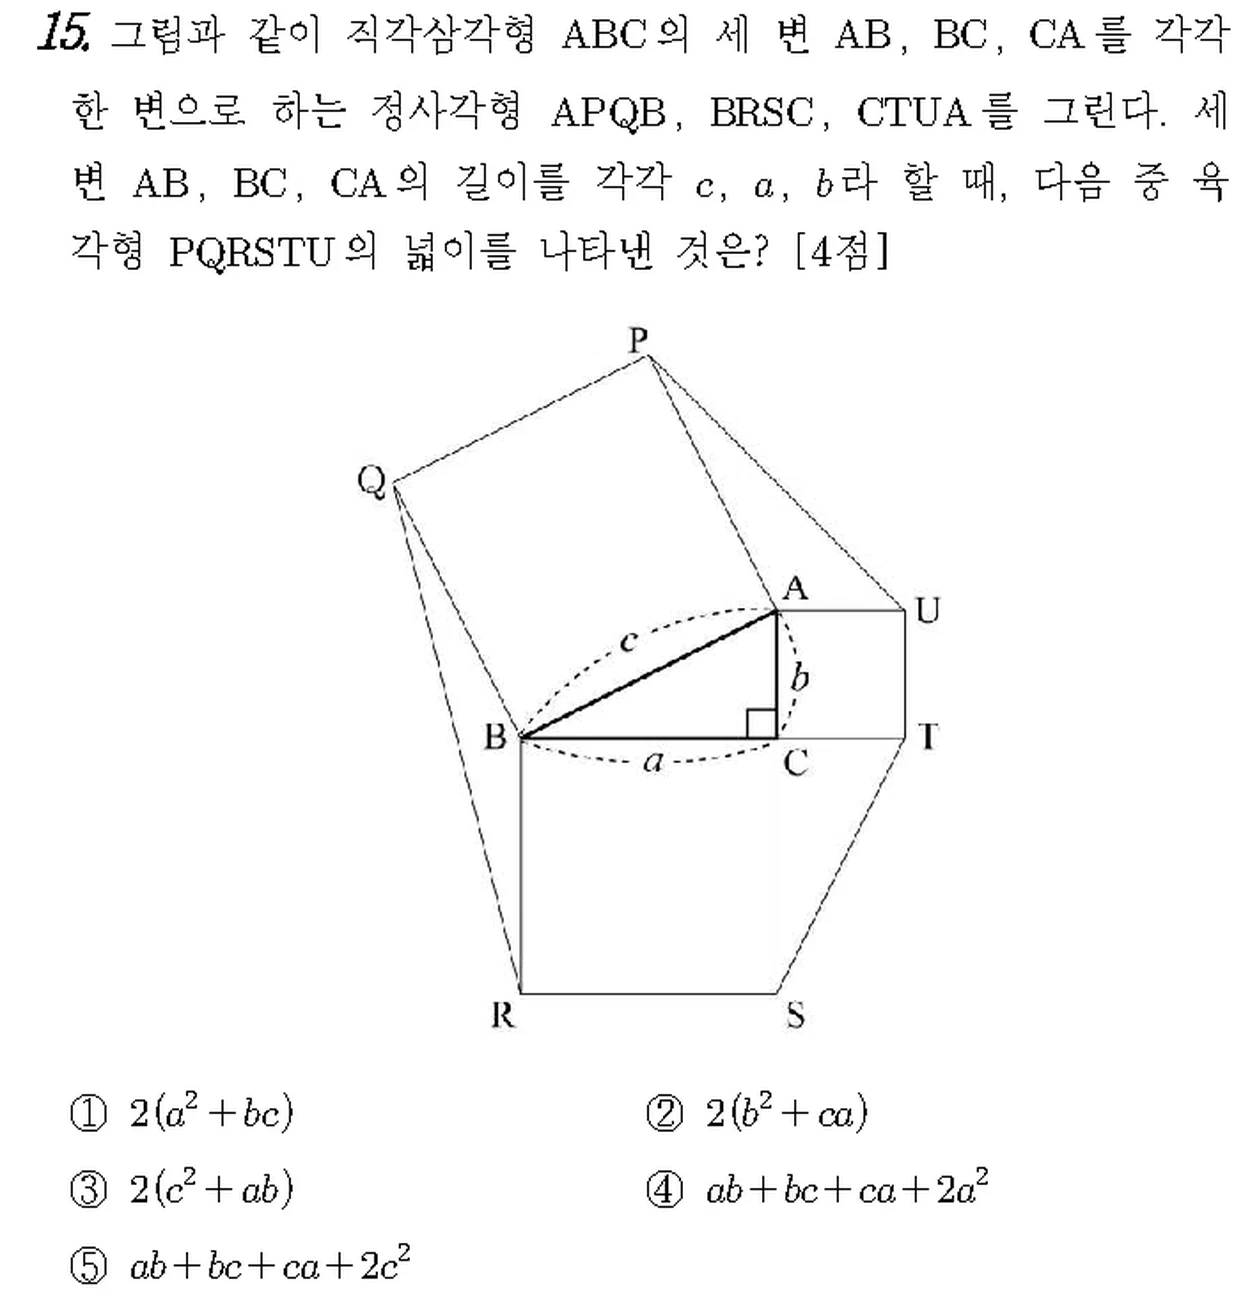 15. 그림과 같이 직각삼각형 ABC의 세 변 AB, BC, CA를 각각
한 변으로 하는 정사각형 APQB, BRSC, CTUA를 그린다. 세
변 AB, BC, CA의 길이를 각각 c, a, b라 할 때, 다음 중 육
각형 PQRSTU의 넓이를 나타낸 것은? [4점]
P
Q
A
U
c
b
B
T
a
C
R
S
① 2(a²+bc)
② 2(b²+ca)
③ 2(c²+ab)
④ ab+bc+ca+2a²
⑤ ab+bc+ca+2c²